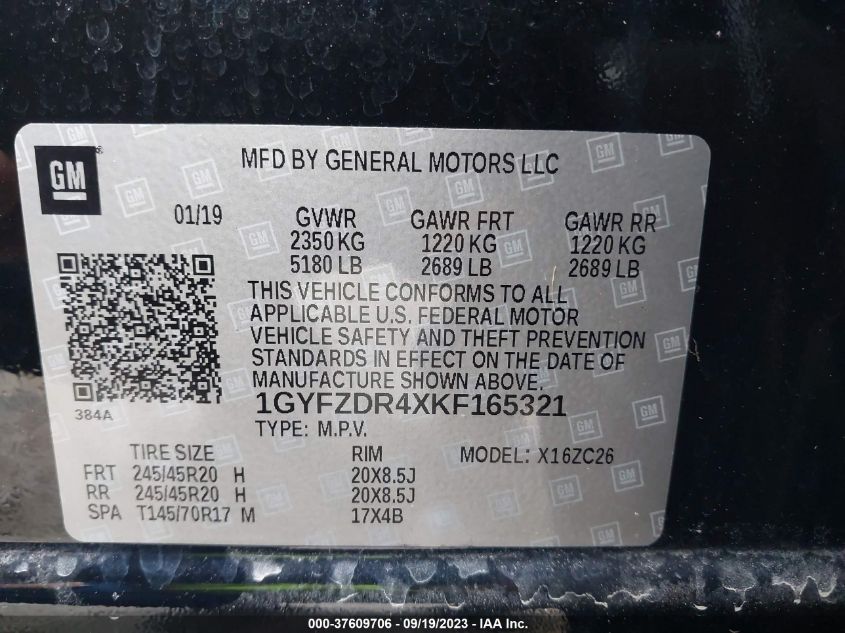 GM
MFD BY GENERAL MOTORS LLC
01/19 GVWR GAWR FRT GAWR RR
2350 KG 1220 KG 1220 KG
5180 LB 2689 LB 2689 LB
THIS VEHICLE CONFORMS TO ALL
APPLICABLE U.S. FEDERAL MOTOR
VEHICLE SAFETY AND THEFT PREVENTION
STANDARDS IN EFFECT ON THE DATE OF
MANUFACTURE SHOWN ABOVE.
384A
1GYFZDR4XKF165321
TYPE: M.P.V.
TIRE SIZE RIM MODEL: X16ZC26
FRT 245/45R20 H 20X8.5J
RR 245/45R20 H 20X8.5J
SPA T145/70R17 M 17X4B
000-37609706 - 09/19/2023 - Copyright IAA, LLC.